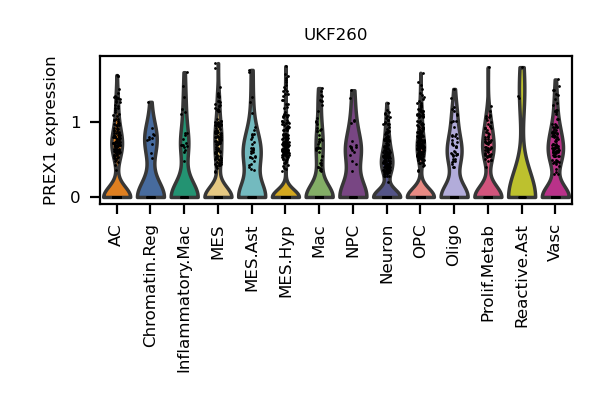 UKF260
PREX1 expression
1
0
AC
Chromatin.Reg
Inflammatory.Mac
MES
MES.Ast
MES.Hyp
Mac
NPC
Neuron
OPC
Oligo
Prolif.Metab
Reactive.Ast
Vasc